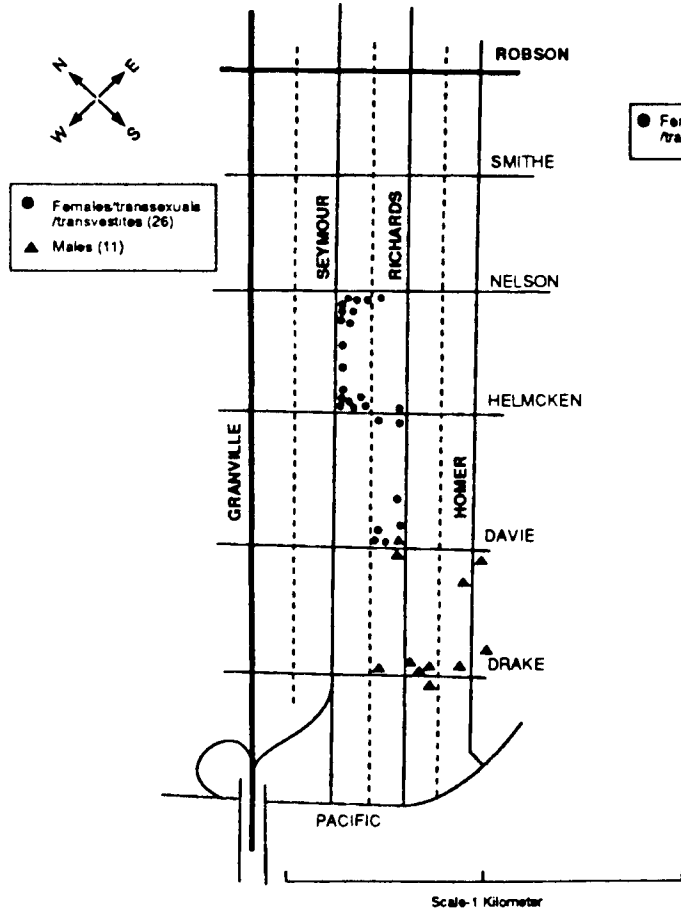 ROBSON
N
E
W
S
SMITHE
● Females/transsexuals
/transvestites (26)
▲ Males (11)
SEYMOUR
RICHARDS
NELSON
HELMCKEN
GRANVILLE
HOMER
DAVIE
DRAKE
PACIFIC
Scale-1 Kilometer